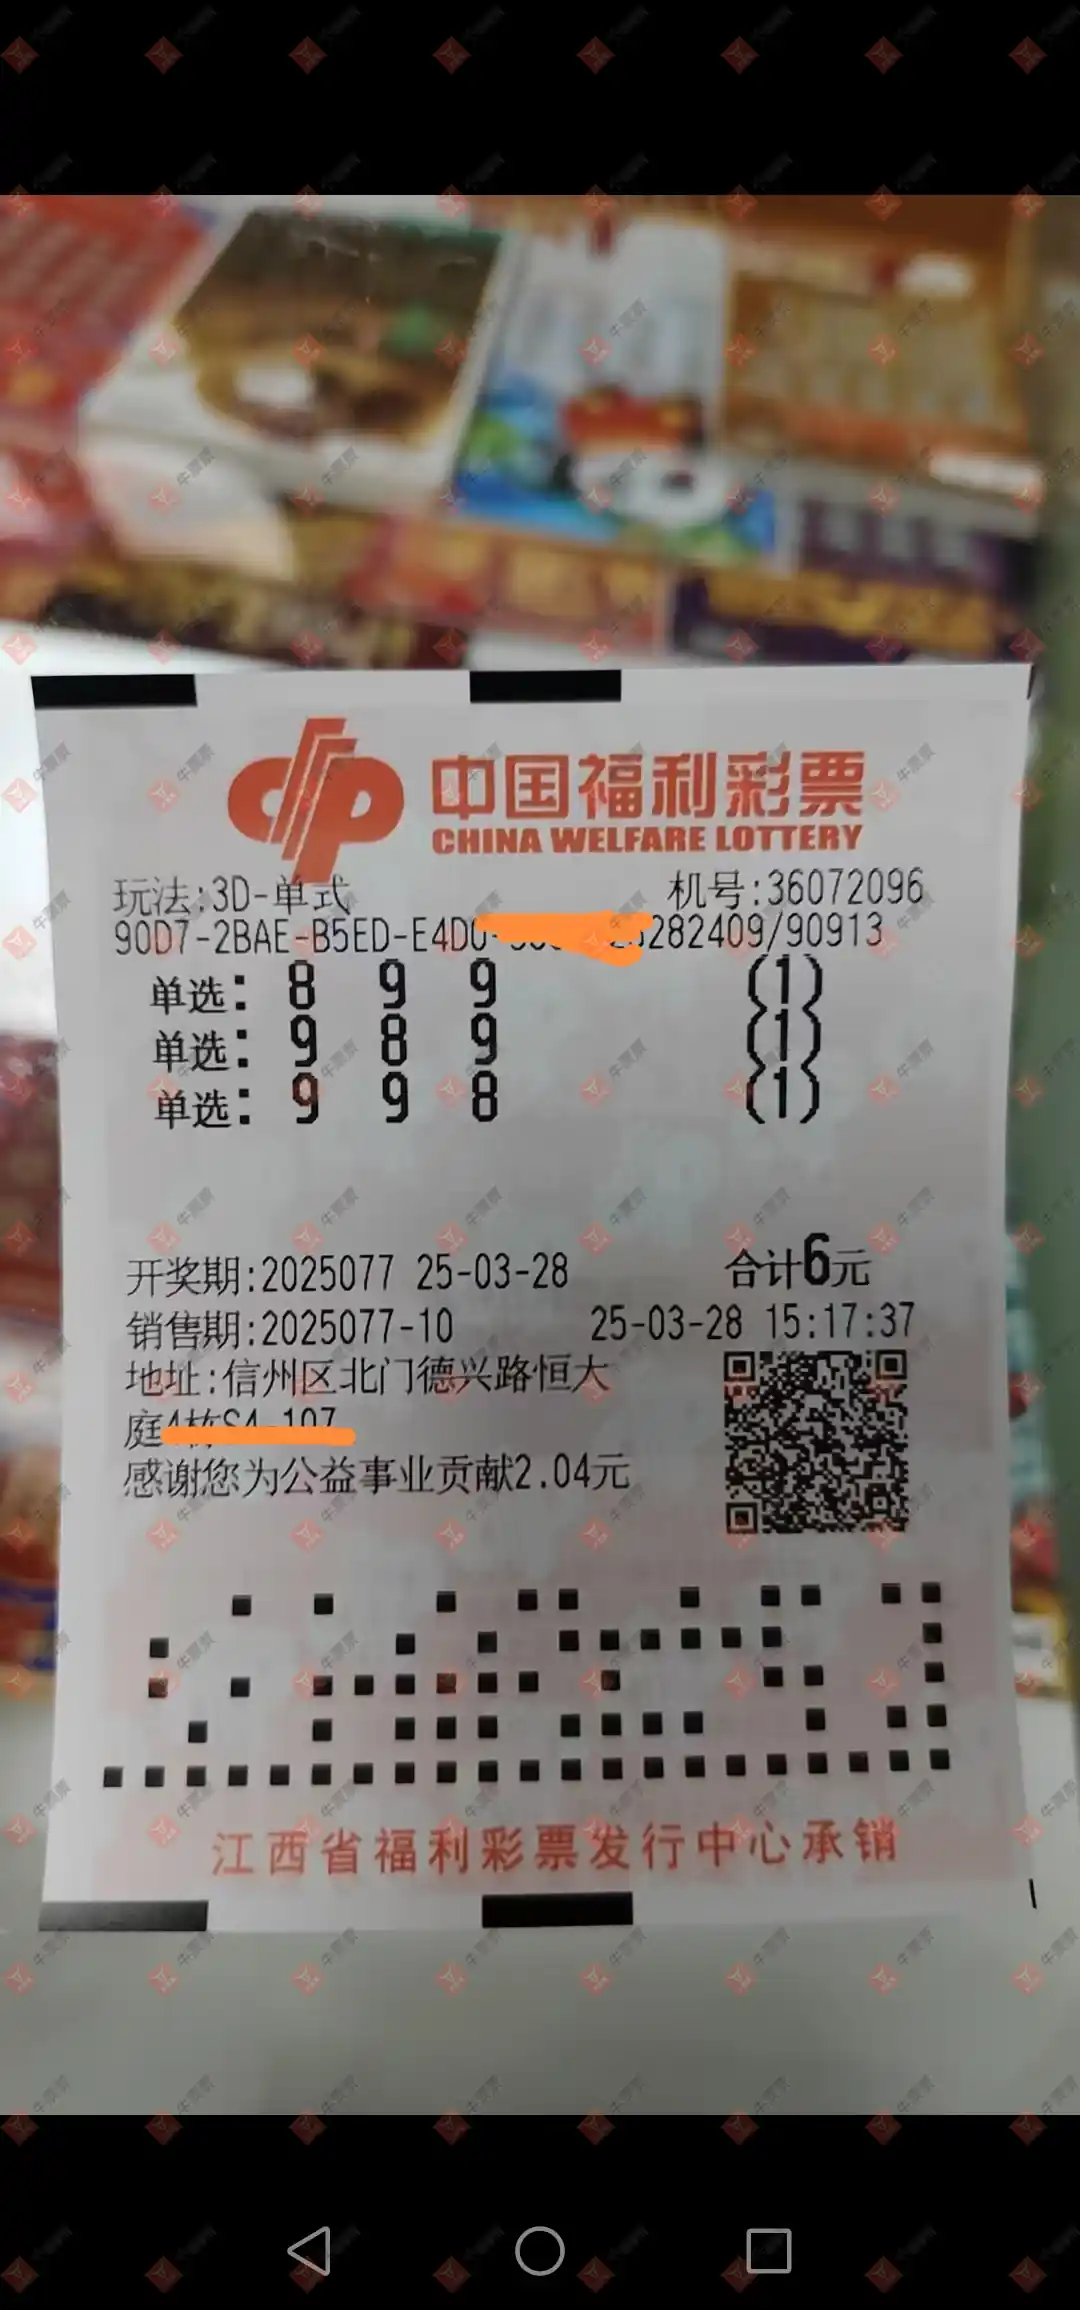 中国福利彩票
CHINA WELFARE LOTTERY
玩法:3D-单式 机号:36072096
90D7-2BAE-B5ED-E4D0- 282409/90913
单选: 8 9 9 (1)
单选: 9 8 9 (1)
单选: 9 9 8 (1)
开奖期:2025077 25-03-28 合计6元
销售期:2025077-10 25-03-28 15:17:37
地址:信州区北门德兴路恒大
庭4栋S4-107
感谢您为公益事业贡献2.04元
江西省福利彩票发行中心承销